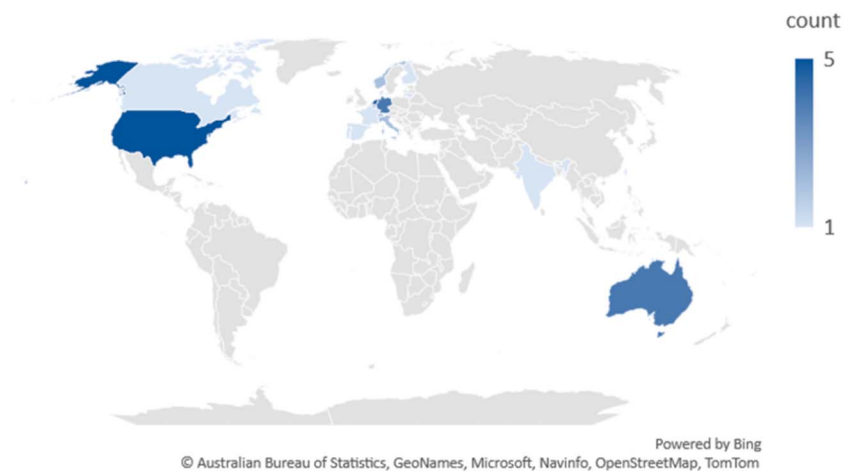 count
5
1
Powered by Bing
© Australian Bureau of Statistics, GeoNames, Microsoft, Navinfo, OpenStreetMap, TomTom